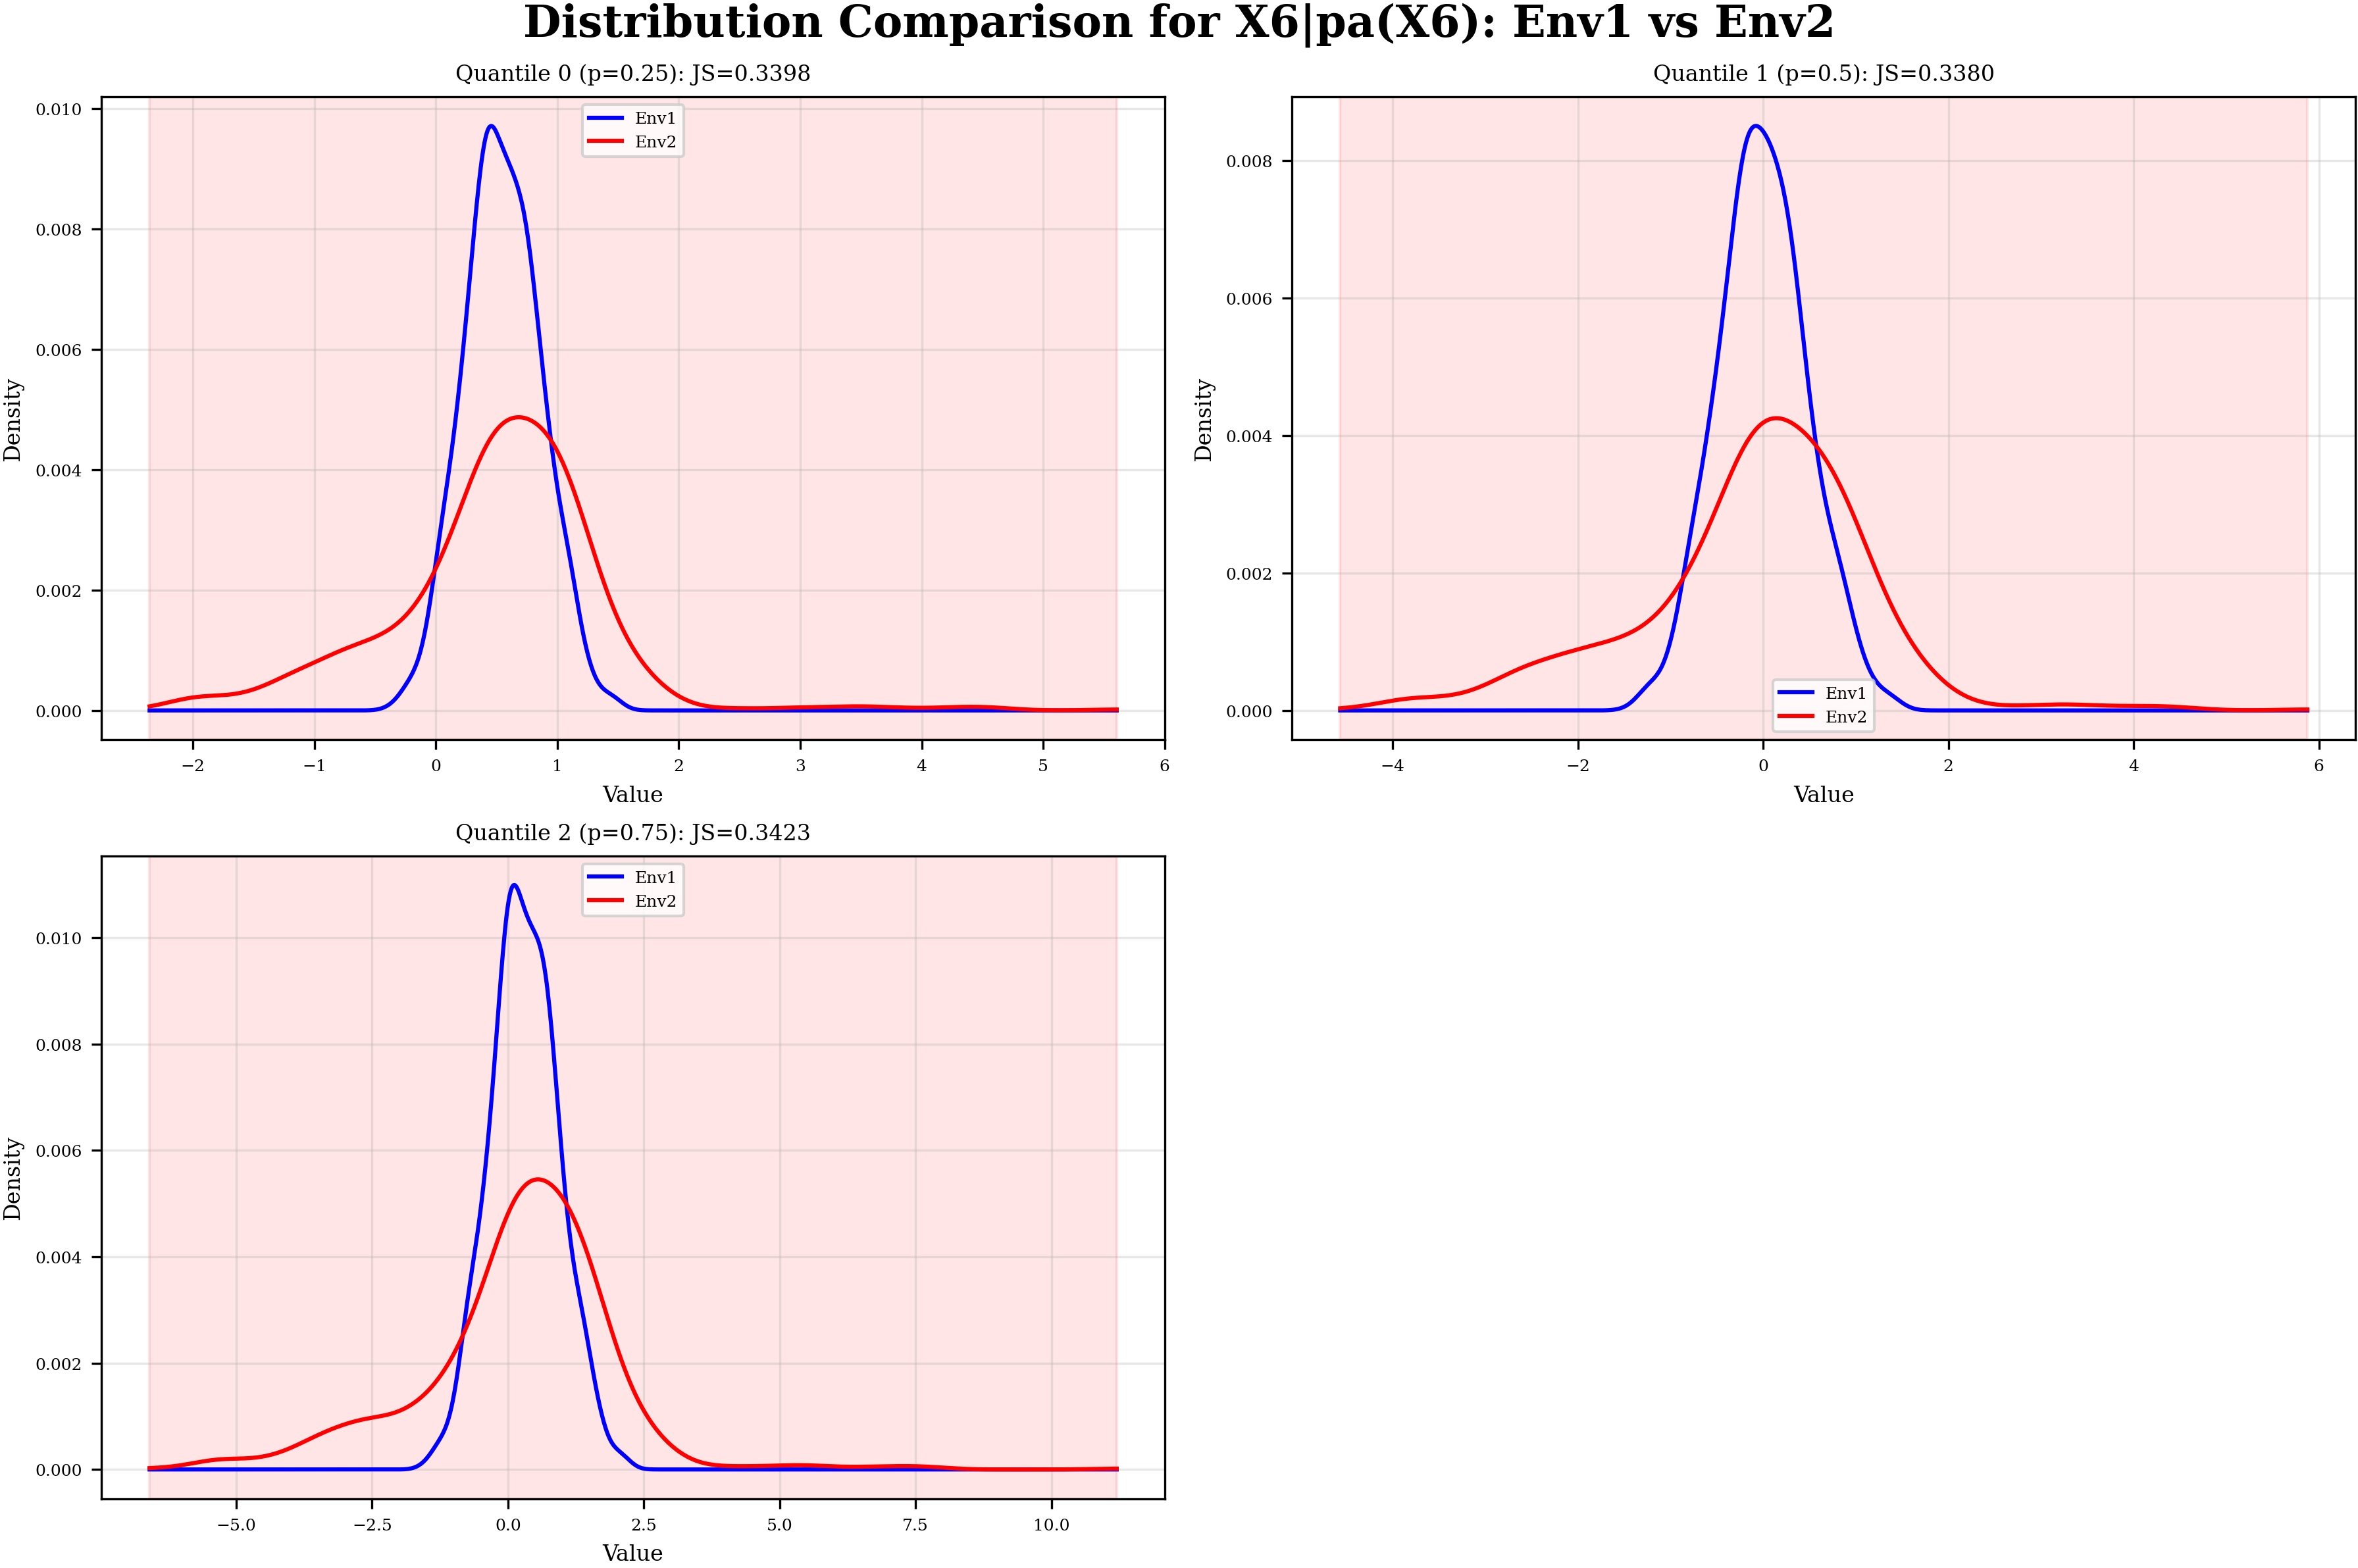 Distribution Comparison for X6|pa(X6): Env1 vs Env2
Quantile 0 (p=0.25): JS=0.3398
Env1
Env2
0.010
0.008
0.006
0.004
0.002
0.000
Density
−2 −1 0 1 2 3 4 5 6
Value
Quantile 1 (p=0.5): JS=0.3380
0.008
0.006
0.004
0.002
0.000
Density
Env1
Env2
−4 −2 0 2 4 6
Value
Quantile 2 (p=0.75): JS=0.3423
Env1
Env2
0.010
0.008
0.006
0.004
0.002
0.000
Density
−5.0 −2.5 0.0 2.5 5.0 7.5 10.0
Value